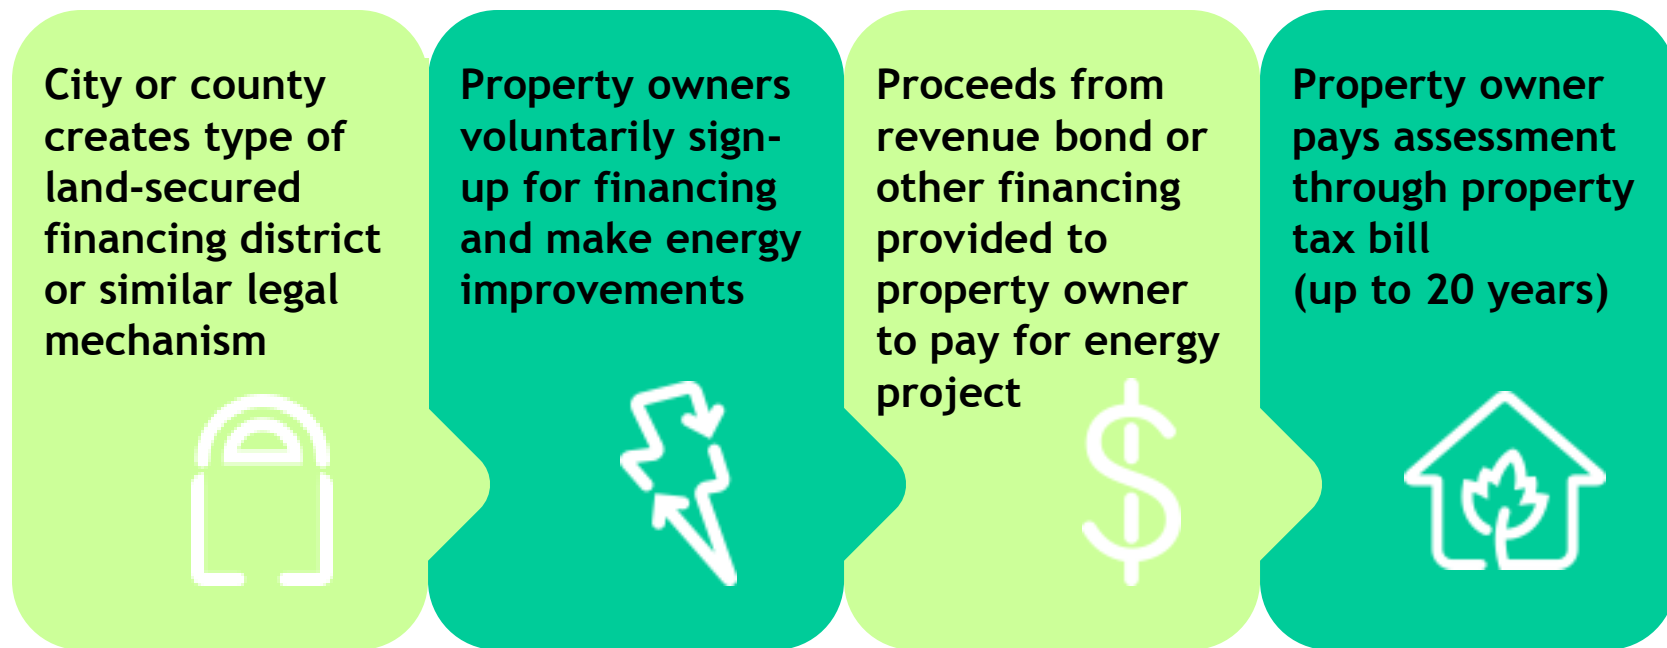 City or county
creates type of
land-secured
financing district
or similar legal
mechanism
Property owners
voluntarily sign-
up for financing
and make energy
improvements
Proceeds from
revenue bond or
other financing
provided to
property owner
to pay for energy
project
Property owner
pays assessment
through property
tax bill
(up to 20 years)